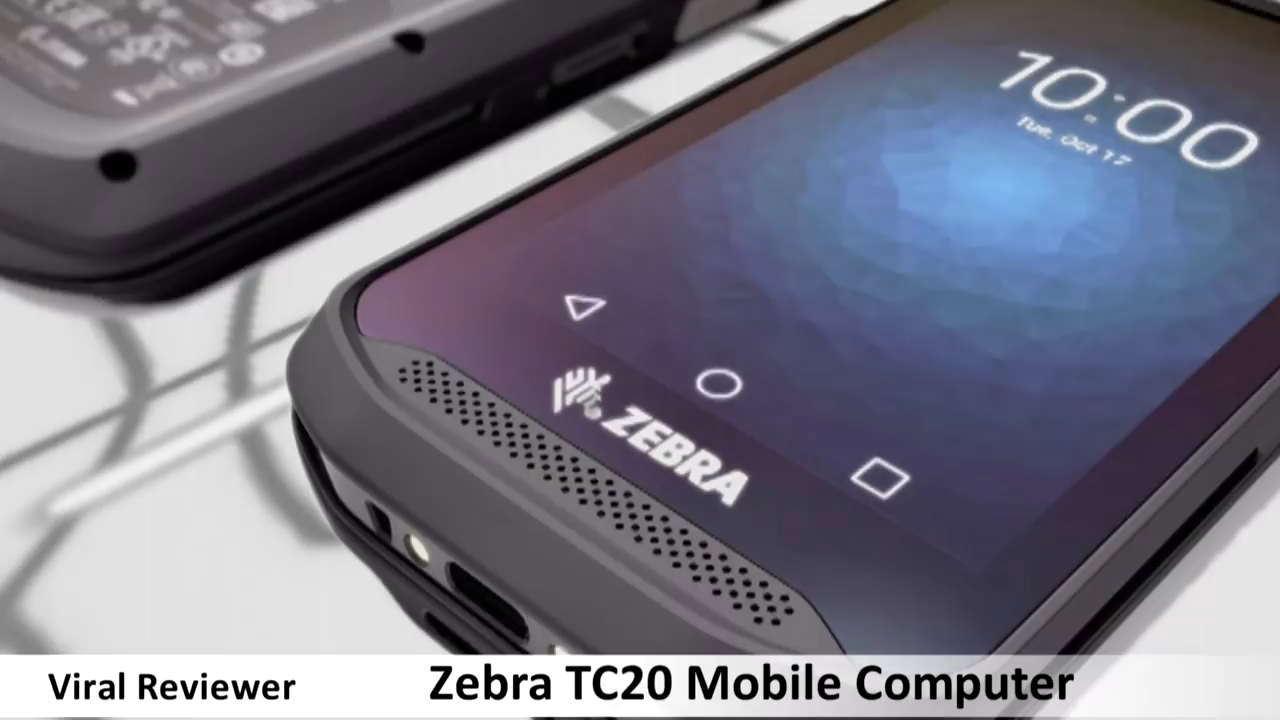 10:00
Tue, Oct 17
ZEBRA
Viral Reviewer
Zebra TC20 Mobile Computer